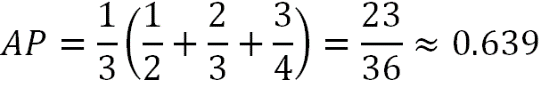 AP = 1/3 (1/2 + 2/3 + 3/4) = 23/36 ≈ 0.639